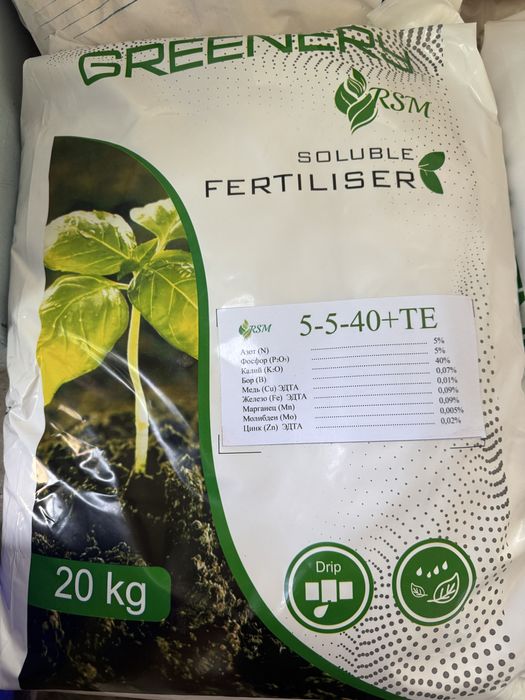 GREENERY
RSM
SOLUBLE
FERTILISER
RSM
5-5-40+TE
Азот (N) 5%
Фосфор (P₂O₅) 5%
Калий (K₂O) 40%
Бор (B) 0,07%
Медь (Cu) ЭДТА 0,01%
Железо (Fe) ЭДТА 0,09%
Марганец (Mn) 0,09%
Молибден (Mo) 0,005%
Цинк (Zn) ЭДТА 0,02%
20 kg
Drip